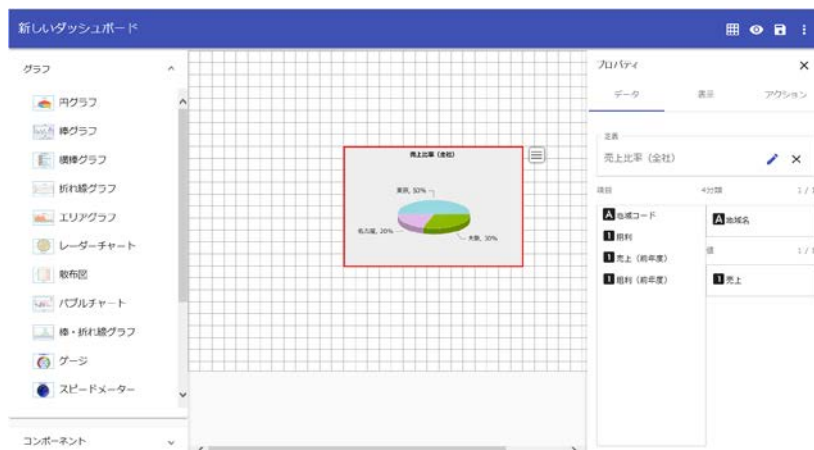 新しいダッシュボード
グラフ
円グラフ
棒グラフ
横棒グラフ
折れ線グラフ
エリアグラフ
レーダーチャート
散布図
バブルチャート
棒・折れ線グラフ
ゲージ
スピードメーター
コンポーネント
売上比率（全社）
東京, 50%
名古屋, 20%
大阪, 30%
プロパティ
データ 表示 アクション
定義
売上比率（全社）
項目
A 地域コード
1 粗利
1 売上（前年度）
1 粗利（前年度）
分類 1 / 1
A 地域名
値 1 / 1
1 売上